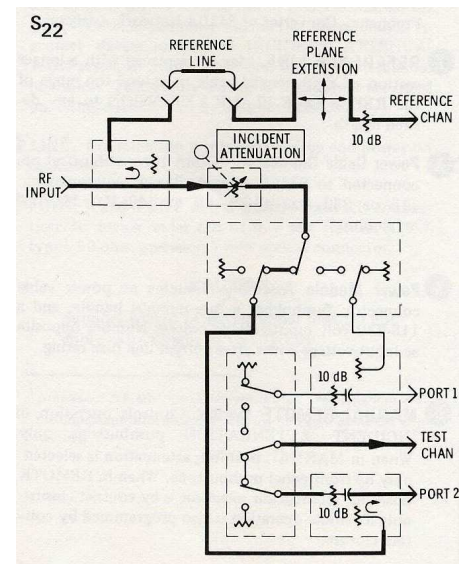 S22
REFERENCE
LINE
REFERENCE
PLANE
EXTENSION
REFERENCE
CHAN
10 dB
INCIDENT
ATTENUATION
RF
INPUT
10 dB
PORT 1
TEST
CHAN
PORT 2
10 dB